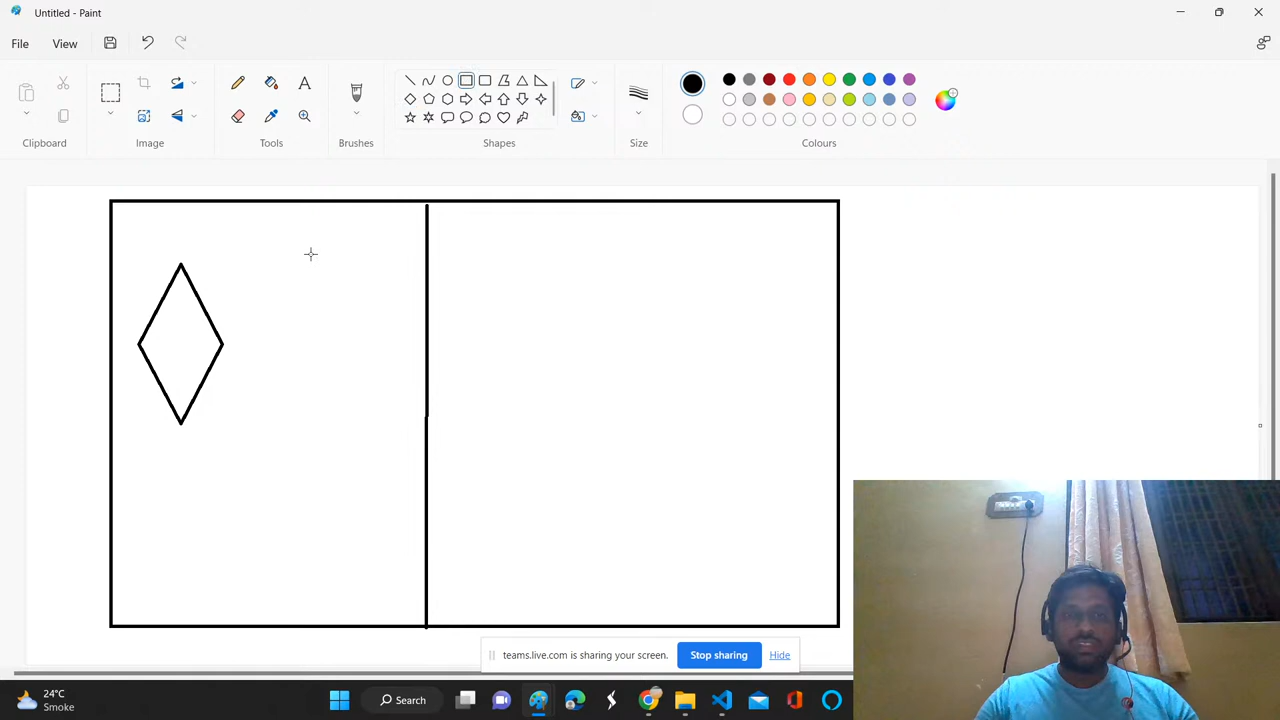 Untitled - Paint
File
View
Clipboard
Image
Tools
Brushes
Shapes
Size
Colours
teams.live.com is sharing your screen.
Stop sharing
Hide
24°C
Smoke
Search